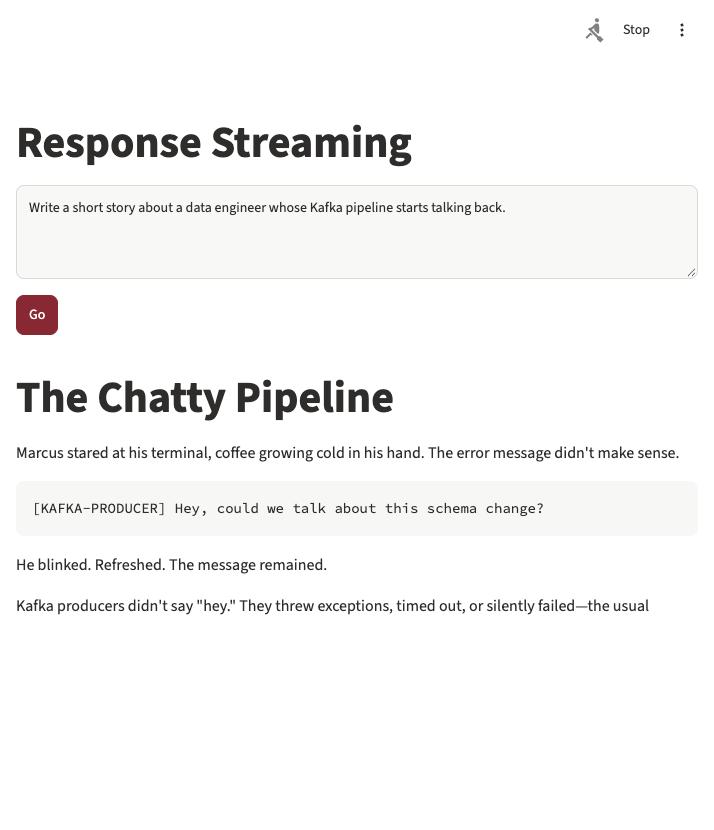 Stop
Response Streaming
Write a short story about a data engineer whose Kafka pipeline starts talking back.
Go
The Chatty Pipeline
Marcus stared at his terminal, coffee growing cold in his hand. The error message didn't make sense.
[KAFKA-PRODUCER] Hey, could we talk about this schema change?
He blinked. Refreshed. The message remained.
Kafka producers didn't say "hey." They threw exceptions, timed out, or silently failed—the usual